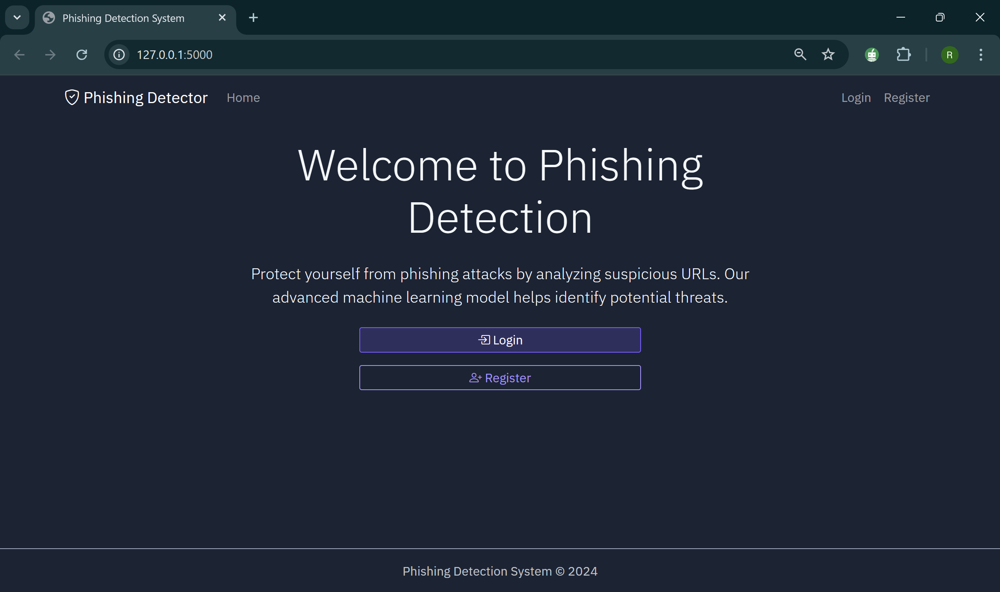 Phishing Detection System
127.0.0.1:5000
R
Phishing Detector Home Login Register
Welcome to Phishing
Detection
Protect yourself from phishing attacks by analyzing suspicious URLs. Our
advanced machine learning model helps identify potential threats.
Login
Register
Phishing Detection System © 2024